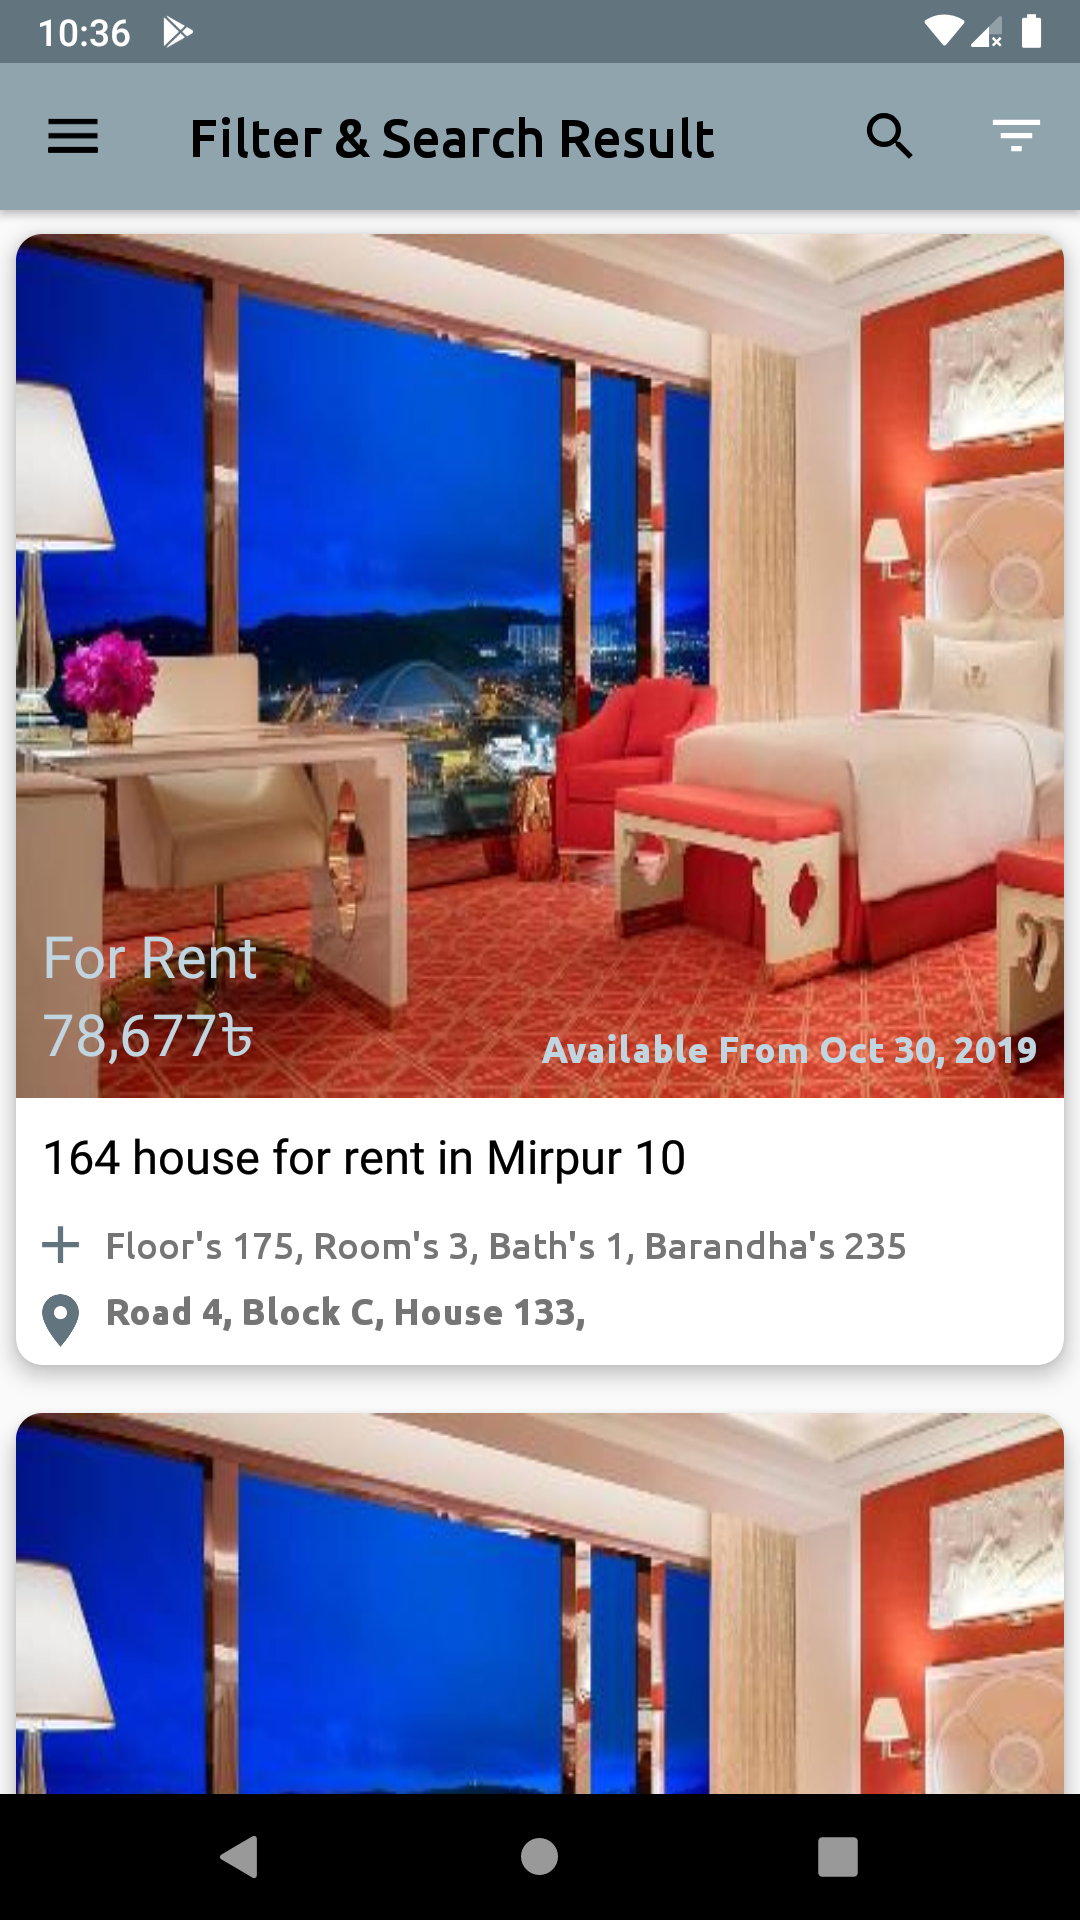 10:36
Filter & Search Result
For Rent
78,677৳
Available From Oct 30, 2019
164 house for rent in Mirpur 10
Floor's 175, Room's 3, Bath's 1, Barandha's 235
Road 4, Block C, House 133,